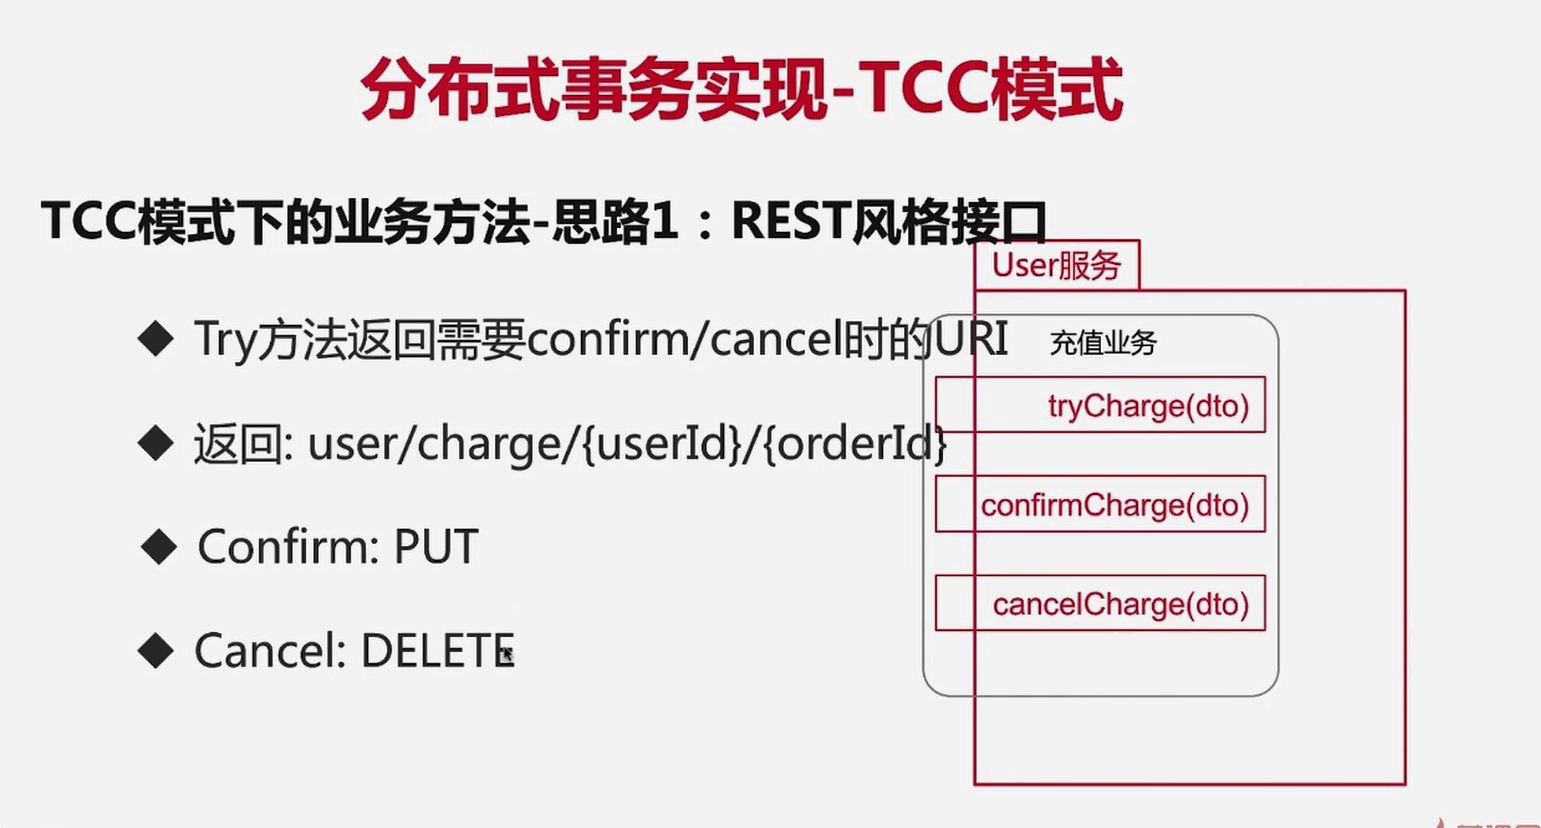 分布式事务实现-TCC模式
TCC模式下的业务方法-思路1：REST风格接口
User服务
Try方法返回需要confirm/cancel时的URI
充值业务
tryCharge(dto)
返回: user/charge/{userId}/{orderId}
confirmCharge(dto)
Confirm: PUT
cancelCharge(dto)
Cancel: DELETE